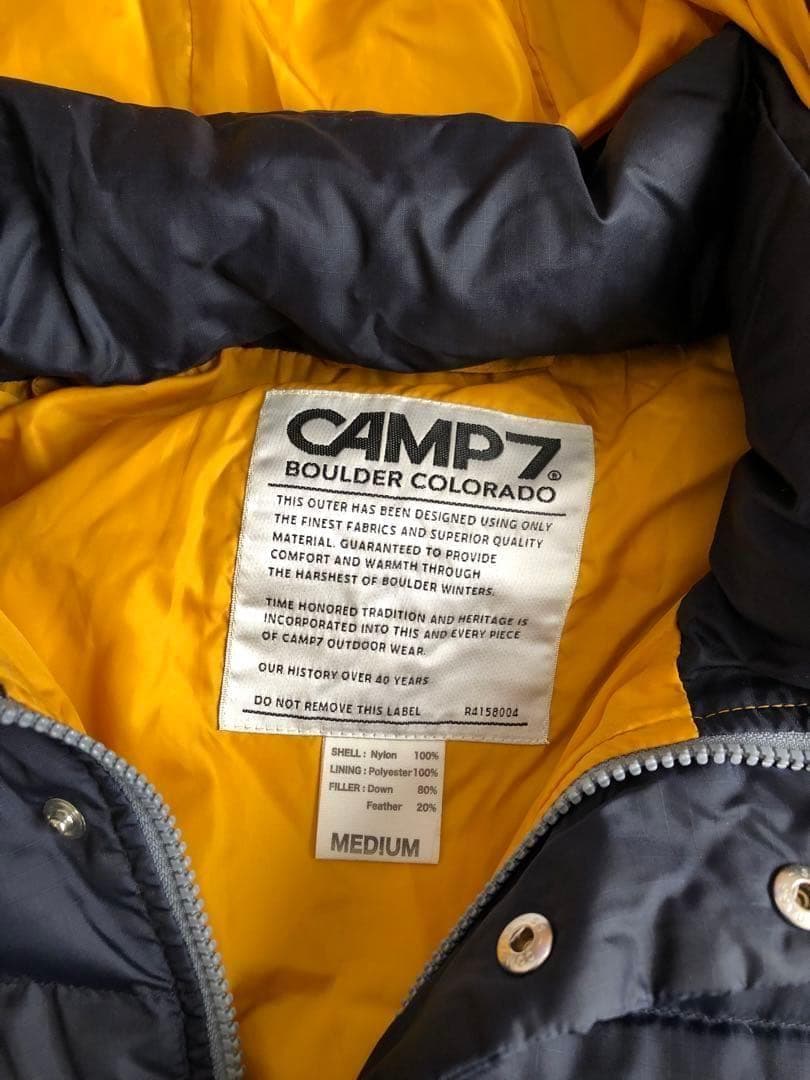 CAMP7®
BOULDER COLORADO
THIS OUTER HAS BEEN DESIGNED USING ONLY
THE FINEST FABRICS AND SUPERIOR QUALITY
MATERIAL. GUARANTEED TO PROVIDE
COMFORT AND WARMTH THROUGH
THE HARSHEST OF BOULDER WINTERS.
TIME HONORED TRADITION AND HERITAGE IS
INCORPORATED INTO THIS AND EVERY PIECE
OF CAMP7 OUTDOOR WEAR.
OUR HISTORY OVER 40 YEARS
DO NOT REMOVE THIS LABEL R4158004
SHELL : Nylon 100%
LINING : Polyester 100%
FILLER : Down 80%
Feather 20%
MEDIUM